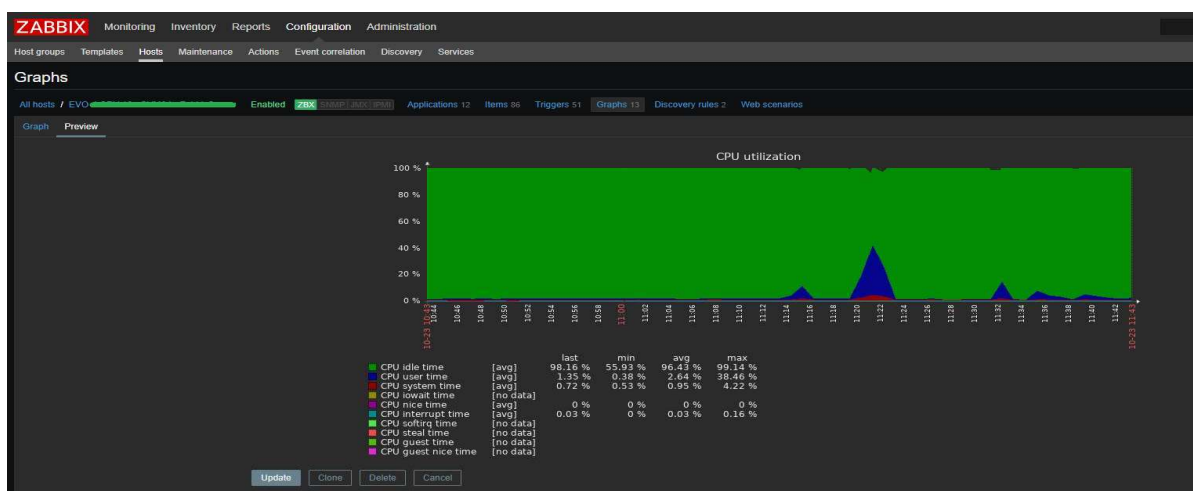 ZABBIX Monitoring Inventory Reports Configuration Administration
Host groups Templates Hosts Maintenance Actions Event correlation Discovery Services
Graphs
All hosts / EVO Enabled ZBX SNMP JMX IPMI Applications 12 Items 86 Triggers 51 Graphs 13 Discovery rules 2 Web scenarios
Graph Preview
CPU utilization
100 %
80 %
60 %
40 %
20 %
0 %
10-23 10:43 10:44 10:46 10:48 10:50 10:52 10:54 10:56 10:58 11:00 11:02 11:04 11:06 11:08 11:10 11:12 11:14 11:16 11:18 11:20 11:22 11:24 11:26 11:28 11:30 11:32 11:34 11:36 11:38 11:40 11:42 10-23 11:43
last min avg max
CPU idle time [avg] 98.16 % 55.93 % 96.43 % 99.14 %
CPU user time [avg] 1.35 % 0.38 % 2.64 % 38.46 %
CPU system time [avg] 0.72 % 0.53 % 0.95 % 4.22 %
CPU iowait time [no data]
CPU nice time [avg] 0 % 0 % 0 % 0 %
CPU interrupt time [avg] 0.03 % 0 % 0.03 % 0.16 %
CPU softirq time [no data]
CPU steal time [no data]
CPU guest time [no data]
CPU guest nice time [no data]
Update Clone Delete Cancel